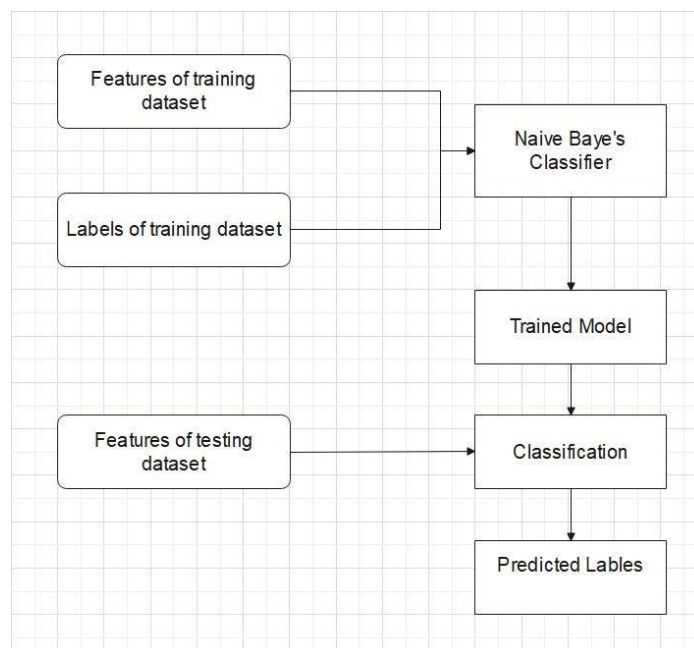 Features of training
dataset
Naive Baye's
Classifier
Labels of training dataset
Trained Model
Features of testing
dataset
Classification
Predicted Lables